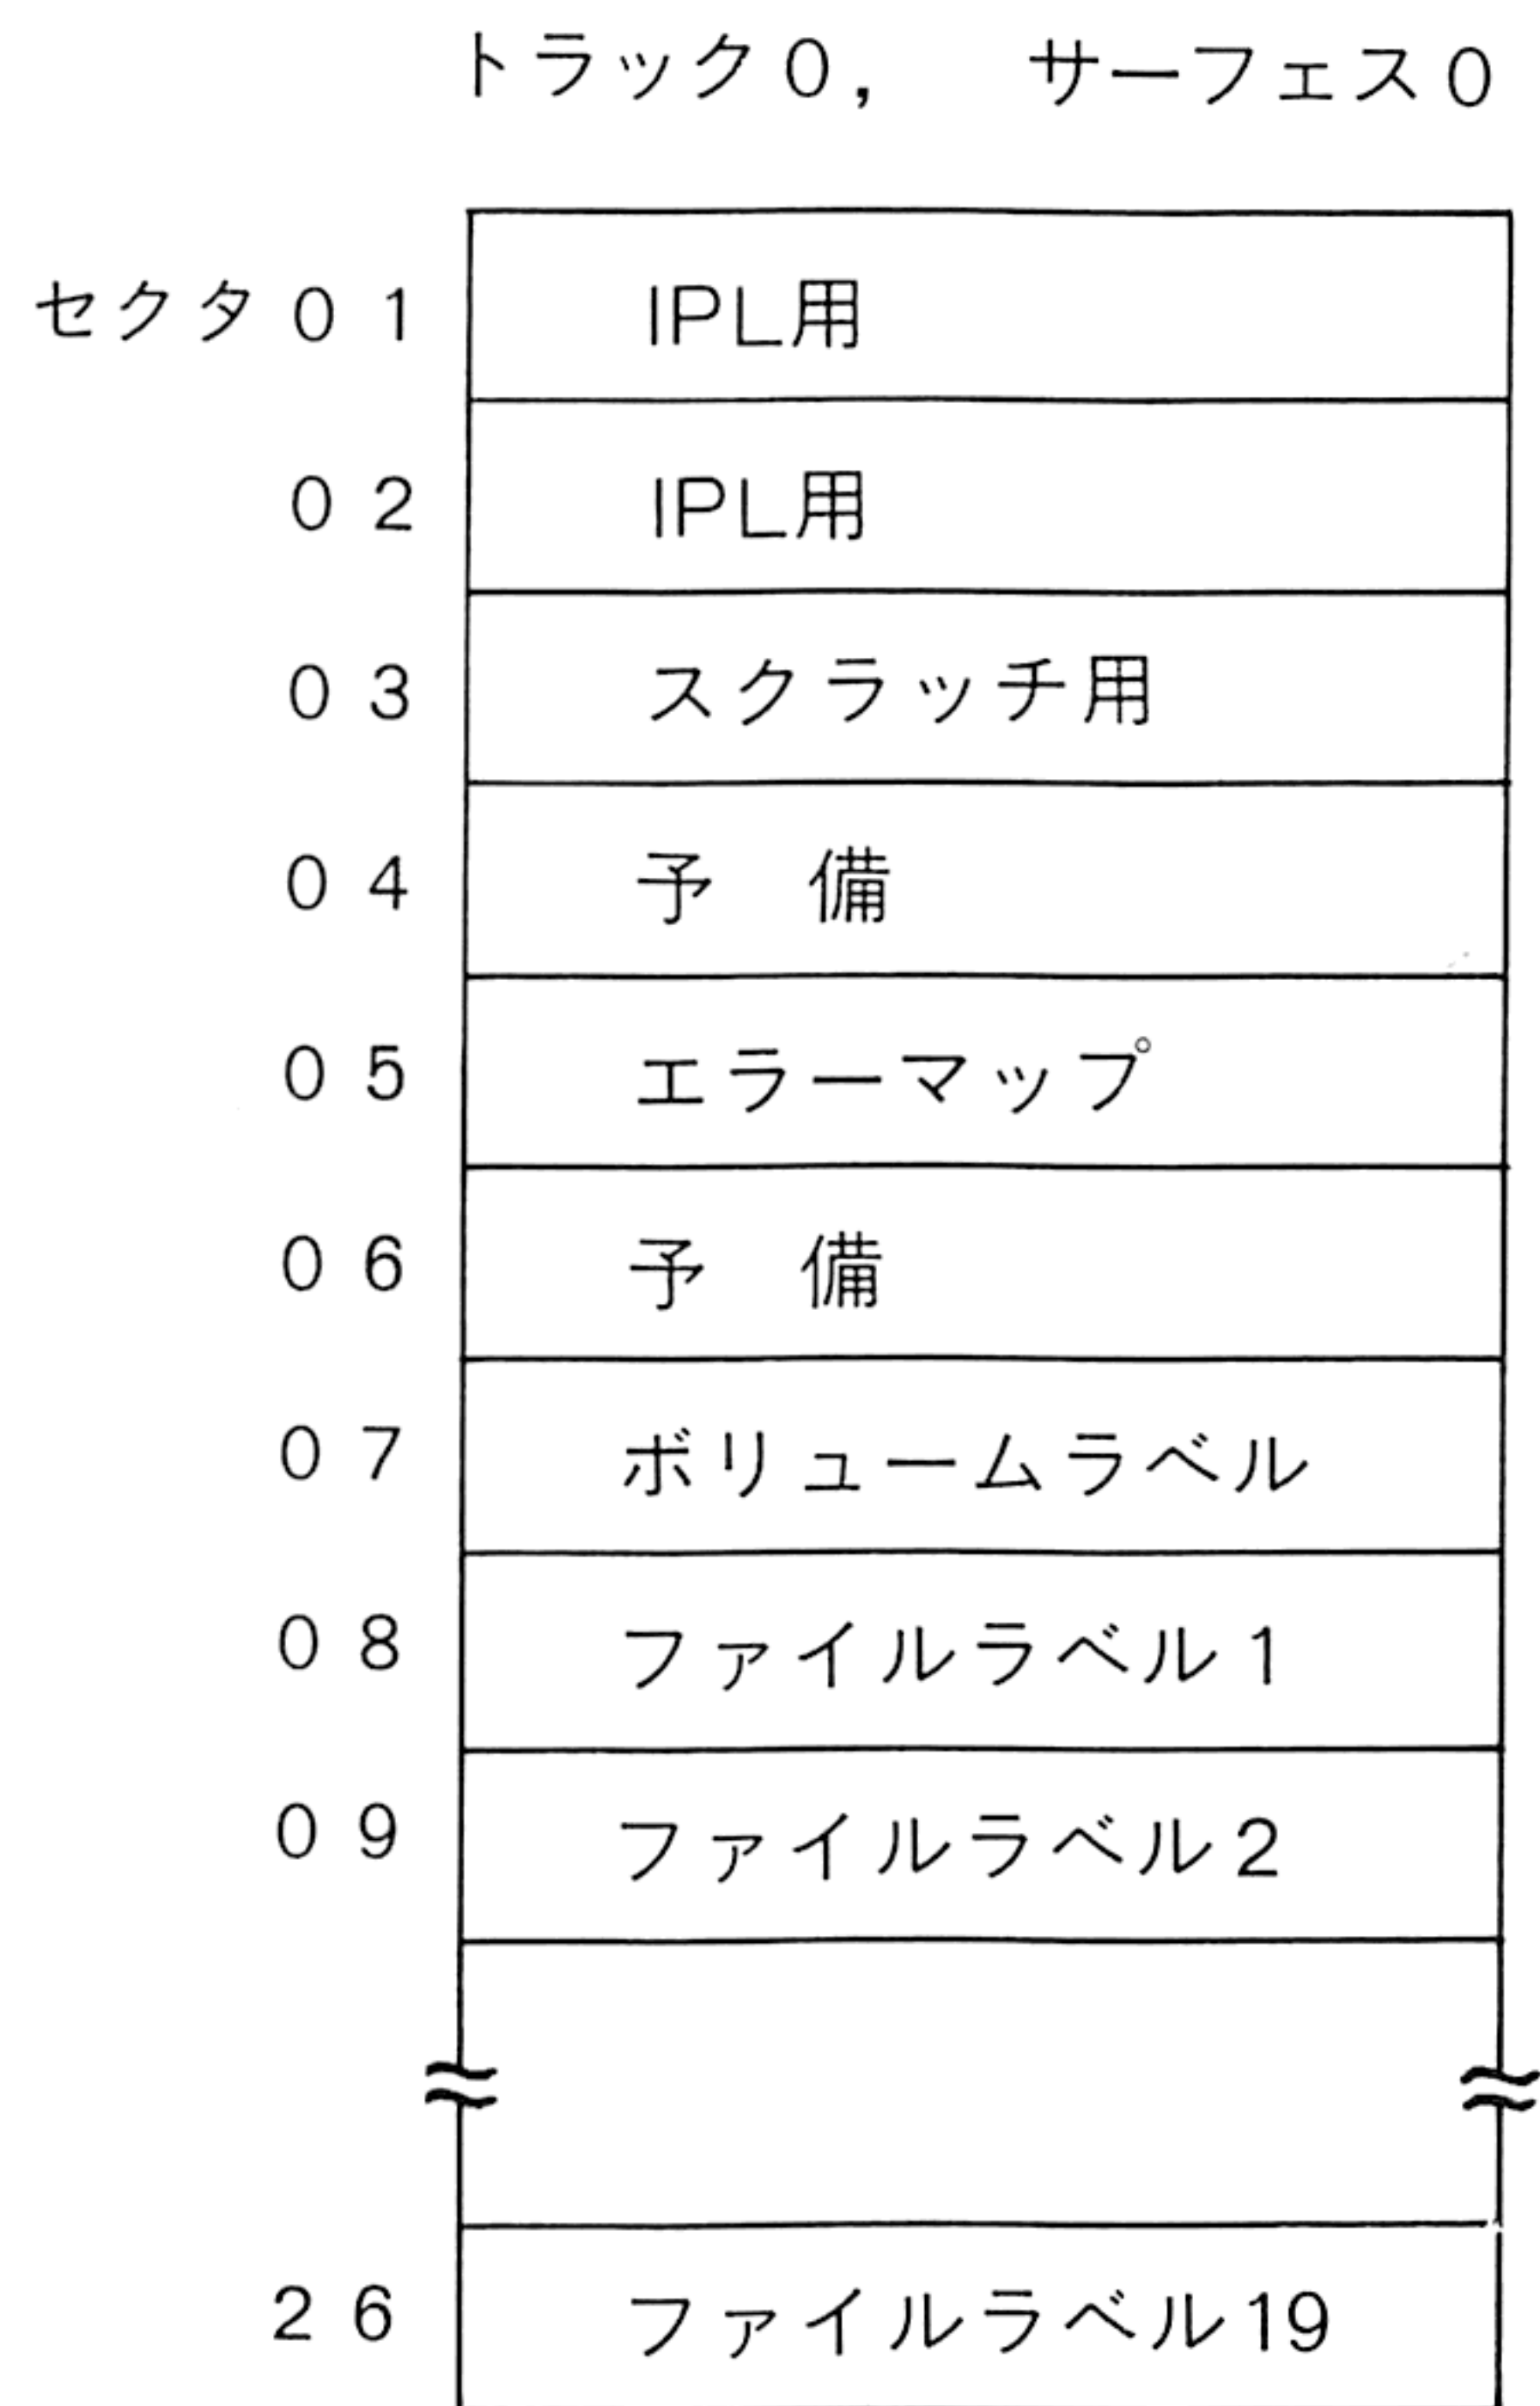 トラック0, サーフェス0
セクタ01 IPL用
02 IPL用
03 スクラッチ用
04 予 備
05 エラーマップ
06 予 備
07 ボリュームラベル
08 ファイルラベル1
09 ファイルラベル2
26 ファイルラベル19